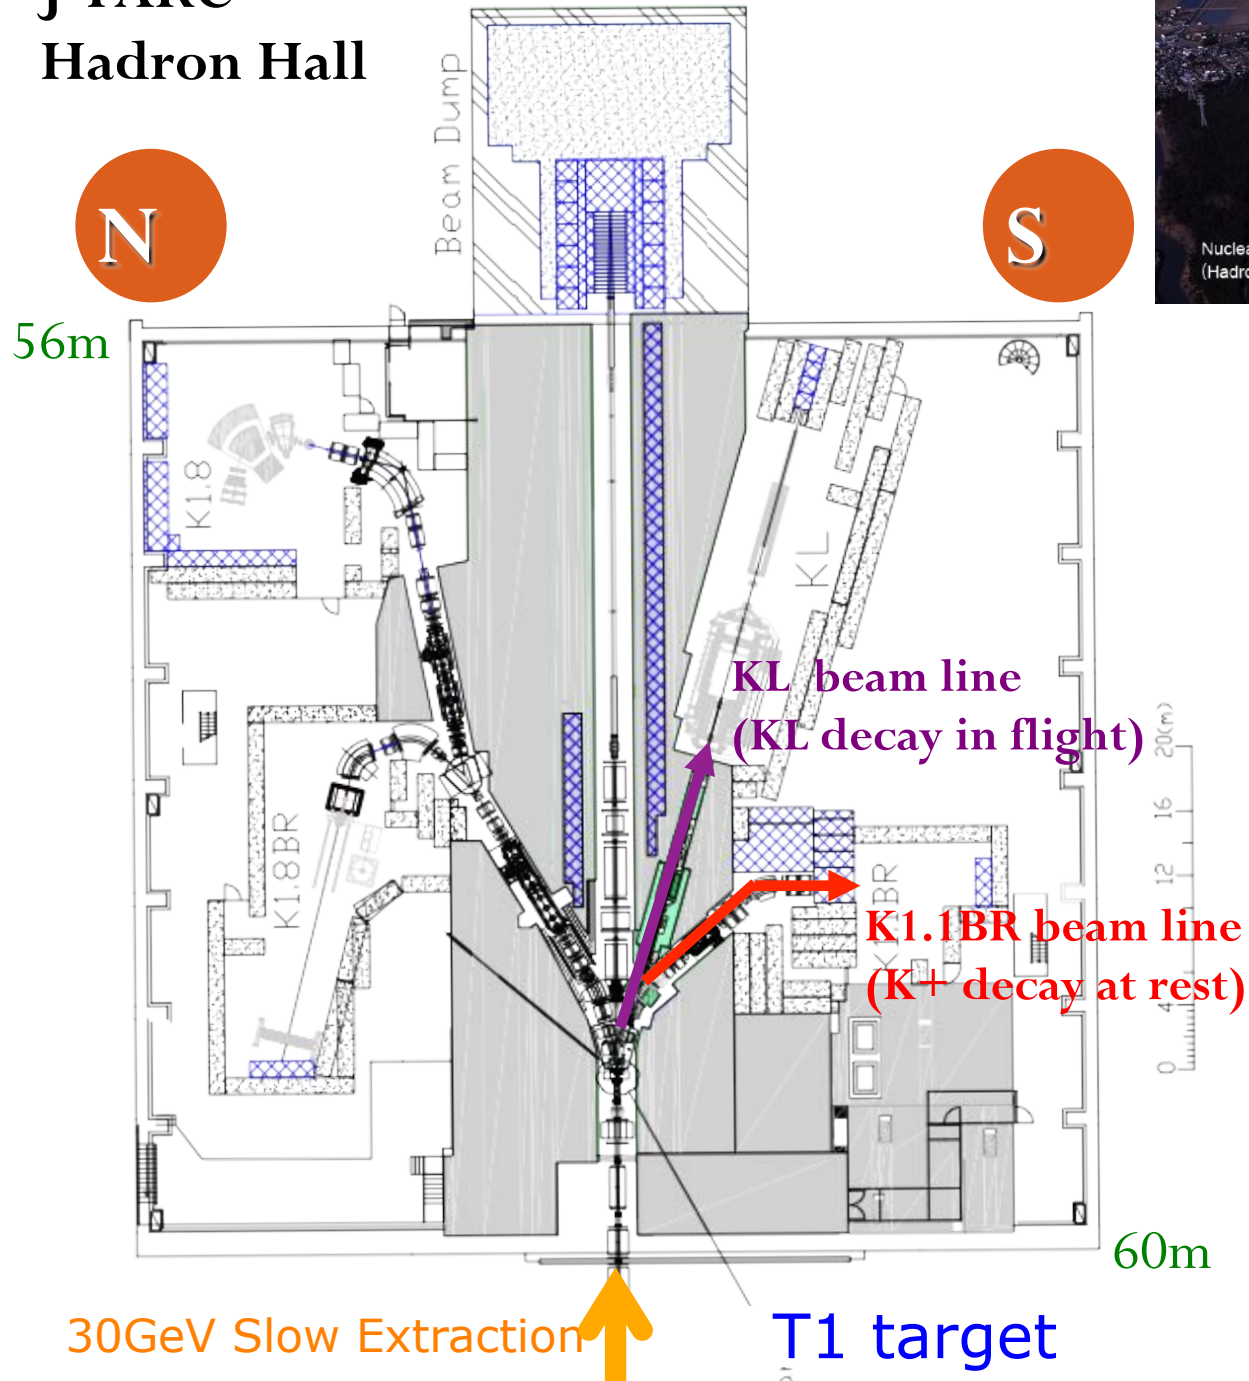 Hadron Hall
Beam Dump
N
S
56m
K1.8
KL
KL beam line
(KL decay in flight)
20(m)
16
12
K1.8BR
BR
K1.1BR beam line
(K+ decay at rest)
4
0
60m
30GeV Slow Extraction
T1 target